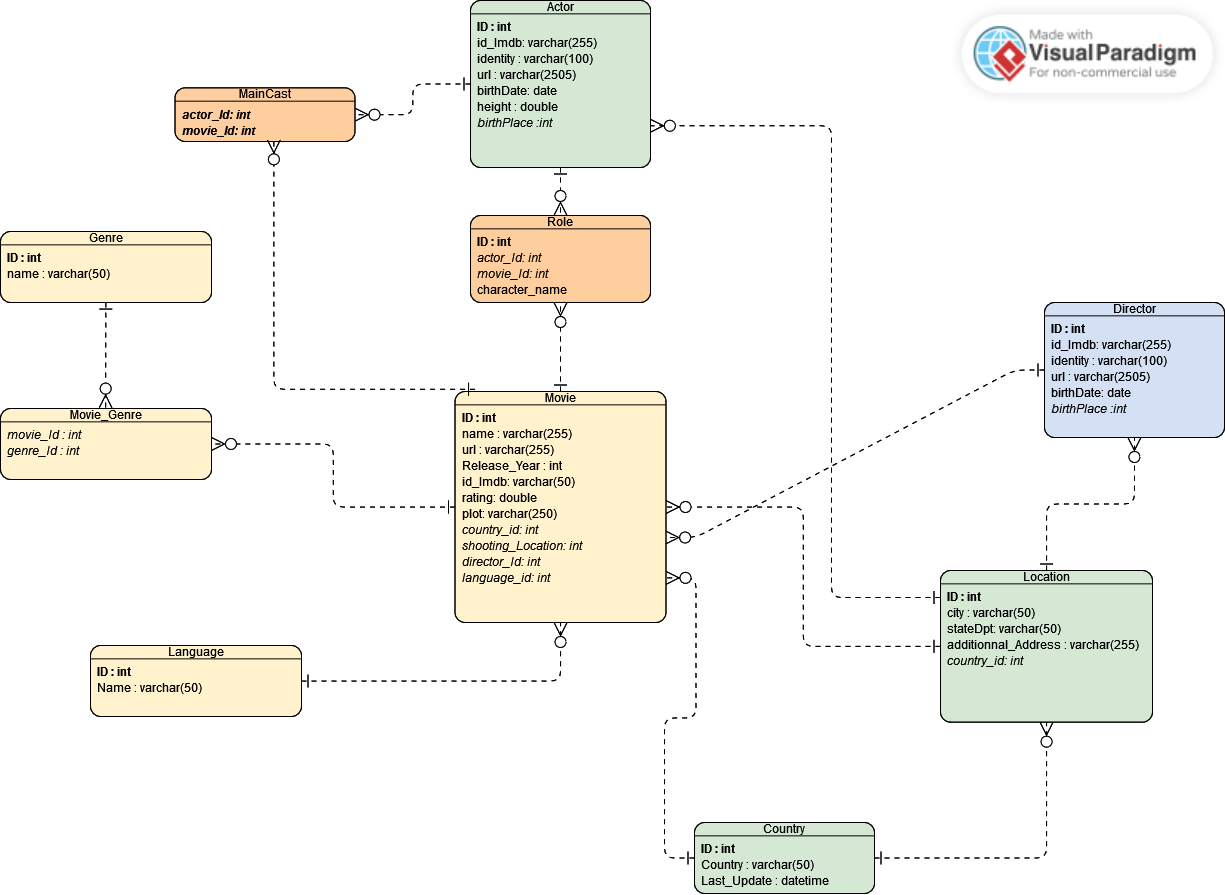 Actor
ID : int
id_Imdb: varchar(255)
identity : varchar(100)
url : varchar(2505)
birthDate: date
height : double
birthPlace :int
Made with
Visual Paradigm
For non-commercial use
MainCast
actor_Id: int
movie_Id: int
Role
ID : int
actor_Id: int
movie_Id: int
character_name
Genre
ID : int
name : varchar(50)
Director
ID : int
id_Imdb: varchar(255)
identity : varchar(100)
url : varchar(2505)
birthDate: date
birthPlace :int
Movie_Genre
movie_Id : int
genre_Id : int
Movie
ID : int
name : varchar(255)
url : varchar(255)
Release_Year : int
id_Imdb: varchar(50)
rating: double
plot: varchar(250)
country_id: int
shooting_Location: int
director_Id: int
language_id: int
Location
ID : int
city : varchar(50)
stateDpt: varchar(50)
additionnal_Address : varchar(255)
country_id: int
Language
ID : int
Name : varchar(50)
Country
ID : int
Country : varchar(50)
Last_Update : datetime